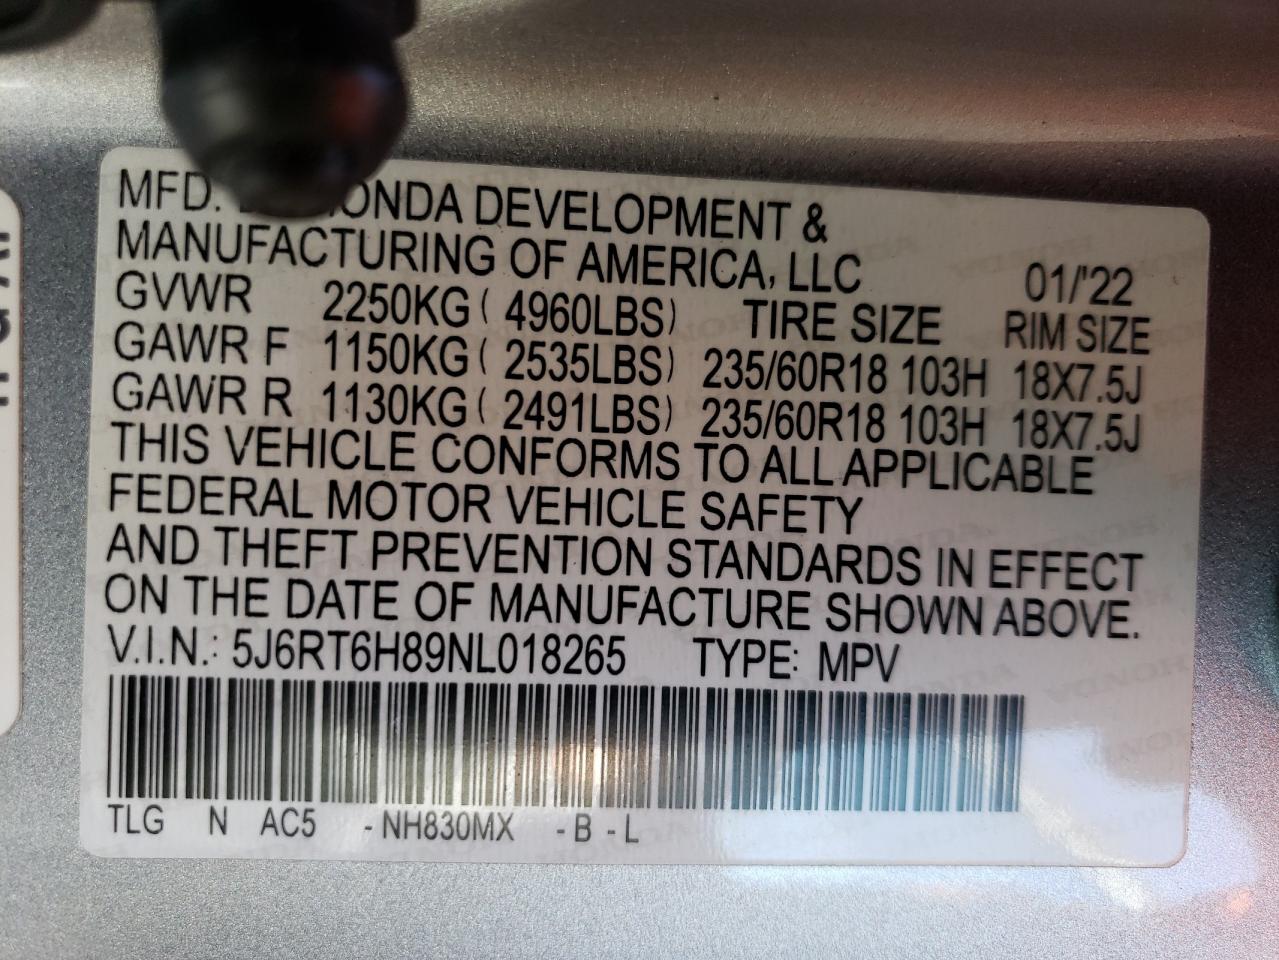 MFD. HONDA DEVELOPMENT &
MANUFACTURING OF AMERICA, LLC 01/'22
GVWR 2250KG ( 4960LBS) TIRE SIZE RIM SIZE
GAWR F 1150KG ( 2535LBS) 235/60R18 103H 18X7.5J
GAWR R 1130KG ( 2491LBS) 235/60R18 103H 18X7.5J
THIS VEHICLE CONFORMS TO ALL APPLICABLE
FEDERAL MOTOR VEHICLE SAFETY
AND THEFT PREVENTION STANDARDS IN EFFECT
ON THE DATE OF MANUFACTURE SHOWN ABOVE.
V.I.N.: 5J6RT6H89NL018265 TYPE: MPV
TLG N AC5 - NH830MX - B - L